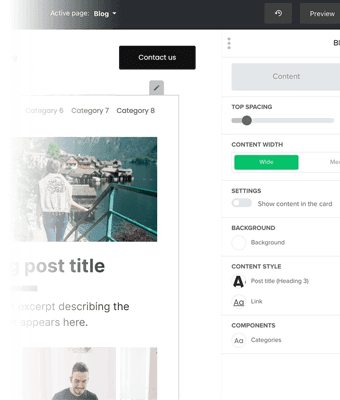 Active page: Blog
Preview
Contact us
Bl
Content
Category 6 Category 7 Category 8
TOP SPACING
CONTENT WIDTH
Wide
Me
SETTINGS
Show content in the card
BACKGROUND
Background
g post title
CONTENT STYLE
A Post title (Heading 3)
Aa Link
excerpt describing the
appears here.
COMPONENTS
Aa Categories